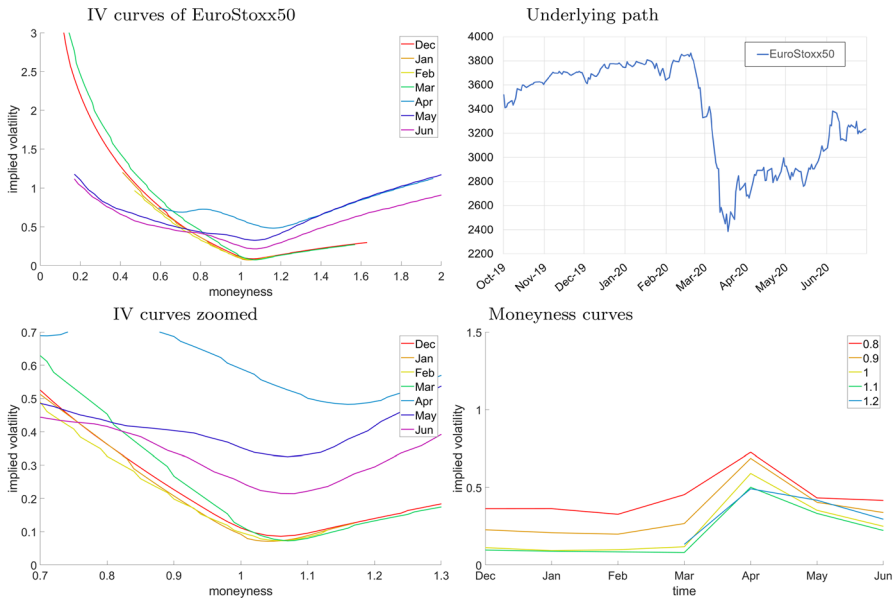 IV curves of EuroStoxx50
3
2.5
2
1.5
1
0.5
0
implied volatility
0
0.2
0.4
0.6
0.8
1
1.2
1.4
1.6
1.8
2
moneyness
Dec
Jan
Feb
Mar
Apr
May
Jun
Underlying path
4000
3800
3600
3400
3200
3000
2800
2600
2400
2200
Oct-19
Nov-19
Dec-19
Jan-20
Feb-20
Mar-20
Apr-20
May-20
Jun-20
EuroStoxx50
IV curves zoomed
0.7
0.6
0.5
0.4
0.3
0.2
0.1
0
implied volatility
0.7
0.8
0.9
1
1.1
1.2
1.3
moneyness
Dec
Jan
Feb
Mar
Apr
May
Jun
Moneyness curves
1.5
1
0.5
0
implied volatility
Dec
Jan
Feb
Mar
Apr
May
Jun
time
0.8
0.9
1
1.1
1.2